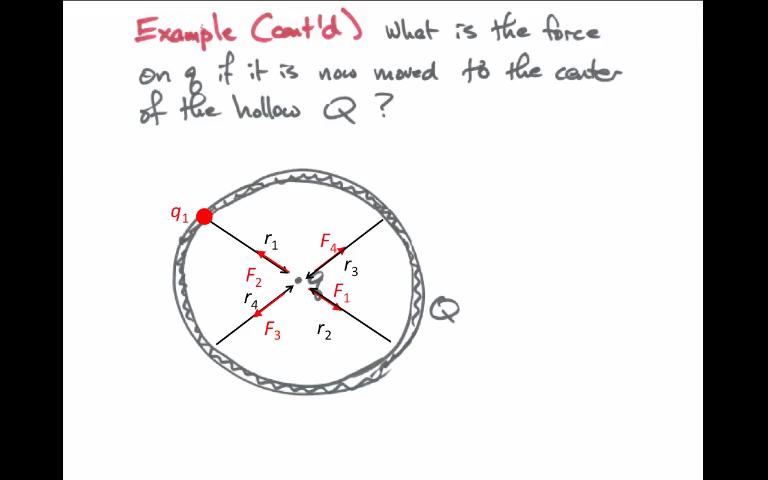 Example (cont'd) What is the force
on q if it is now moved to the center
of the hollow Q ?
q1
r1
F4
F2
r3
q
r4
F1
Q
F3
r2